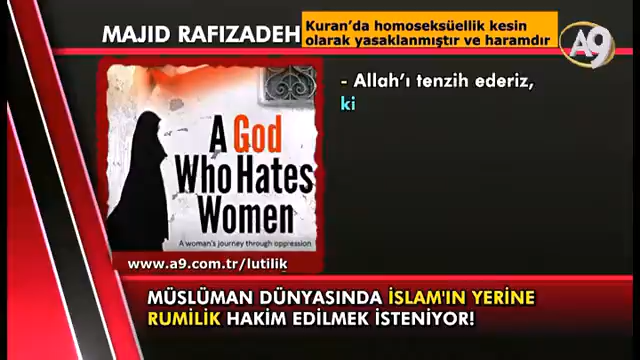 MAJID RAFIZADEH
Kuran’da homoseksüellik kesin
olarak yasaklanmıştır ve haramdır
A9
- Allah’ı tenzih ederiz,
ki
A God
Who Hates
Women
A woman's journey through oppression
www.a9.com.tr/lutilik
MÜSLÜMAN DÜNYASINDA İSLAM'IN YERİNE
RUMİLİK HAKİM EDİLMEK İSTENİYOR!